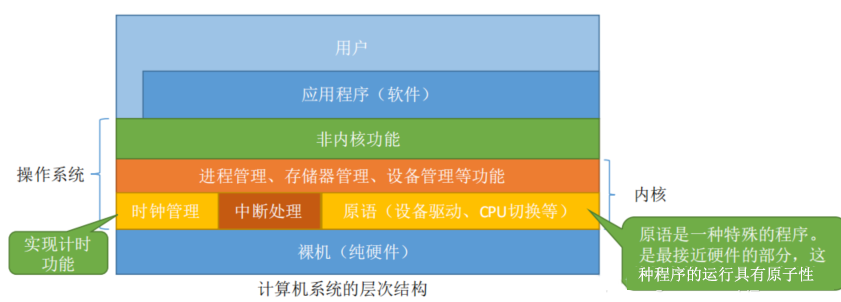 用户
应用程序（软件）
非内核功能
操作系统
进程管理、存储器管理、设备管理等功能
内核
时钟管理
中断处理
原语（设备驱动、CPU切换等）
实现计时
功能
裸机（纯硬件）
原语是一种特殊的程序。
是最接近硬件的部分，这
种程序的运行具有原子性
计算机系统的层次结构